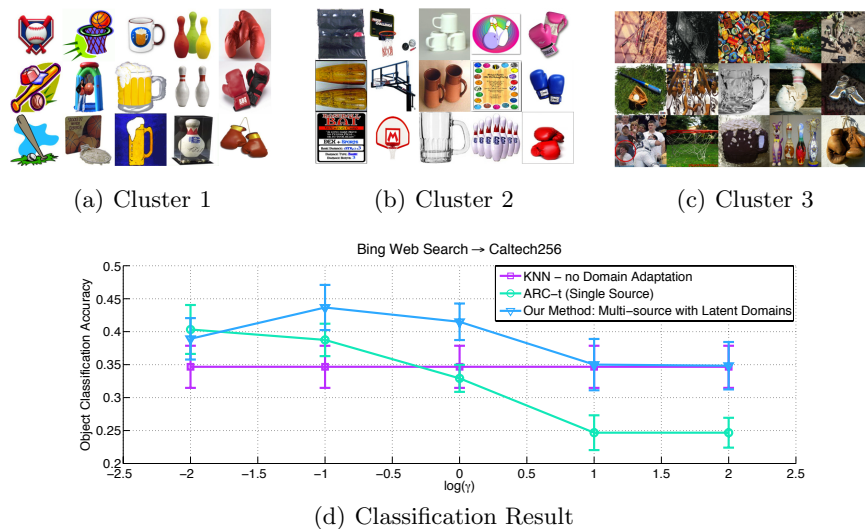 BASEBALL
BAT
(a) Cluster 1
(b) Cluster 2
(c) Cluster 3
Bing Web Search → Caltech256
KNN − no Domain Adaptation
ARC−t (Single Source)
Our Method: Multi−source with Latent Domains
Object Classification Accuracy
0.5
0.45
0.4
0.35
0.3
0.25
0.2
−2.5 −2 −1.5 −1 −0.5 0 0.5 1 1.5 2 2.5
log(γ)
(d) Classification Result